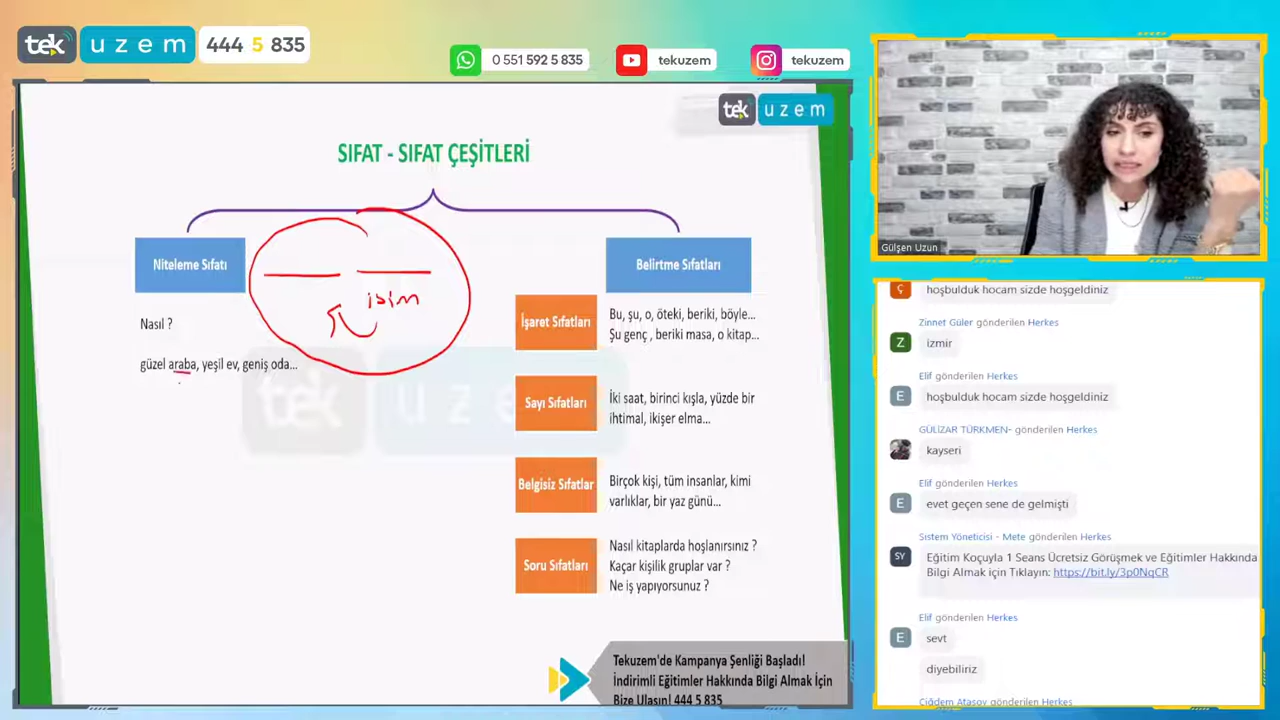 tek uzem 444 5 835
0 551 592 5 835
tekuzem
tekuzem
tek uzem
SIFAT - SIFAT ÇEŞİTLERİ
Niteleme Sıfatı
Nasıl ?
güzel araba, yeşil ev, geniş oda...
isim
Belirtme Sıfatları
İşaret Sıfatları
Bu, şu, o, öteki, beriki, böyle...
Şu genç , beriki masa, o kitap...
Sayı Sıfatları
İki saat, birinci kışla, yüzde bir
ihtimal, ikişer elma...
Belgisiz Sıfatlar
Birçok kişi, tüm insanlar, kimi
varlıklar, bir yaz günü...
Soru Sıfatları
Nasıl kitaplarda hoşlanırsınız ?
Kaçar kişilik gruplar var ?
Ne iş yapıyorsunuz ?
tek uze
Tekuzem'de Kampanya Şenliği Başladı!
İndirimli Eğitimler Hakkında Bilgi Almak İçin
Bize Ulaşın! 444 5 835
Gülşen Uzun
Ç
hoşbulduk hocam sizde hoşgeldiniz
Zinnet Güler gönderilen Herkes
Z
izmir
Elif gönderilen Herkes
E
hoşbulduk hocam sizde hoşgeldiniz
GÜLİZAR TÜRKMEN- gönderilen Herkes
kayseri
Elif gönderilen Herkes
E
evet geçen sene de gelmişti
Sistem Yöneticisi - Mete gönderilen Herkes
SY
Eğitim Koçuyla 1 Seans Ücretsiz Görüşmek ve Eğitimler Hakkında
Bilgi Almak için Tıklayın: https://bit.ly/3p0NqCR
Elif gönderilen Herkes
E
sevt
diyebiliriz
Çiğdem Atasoy gönderilen Herkes